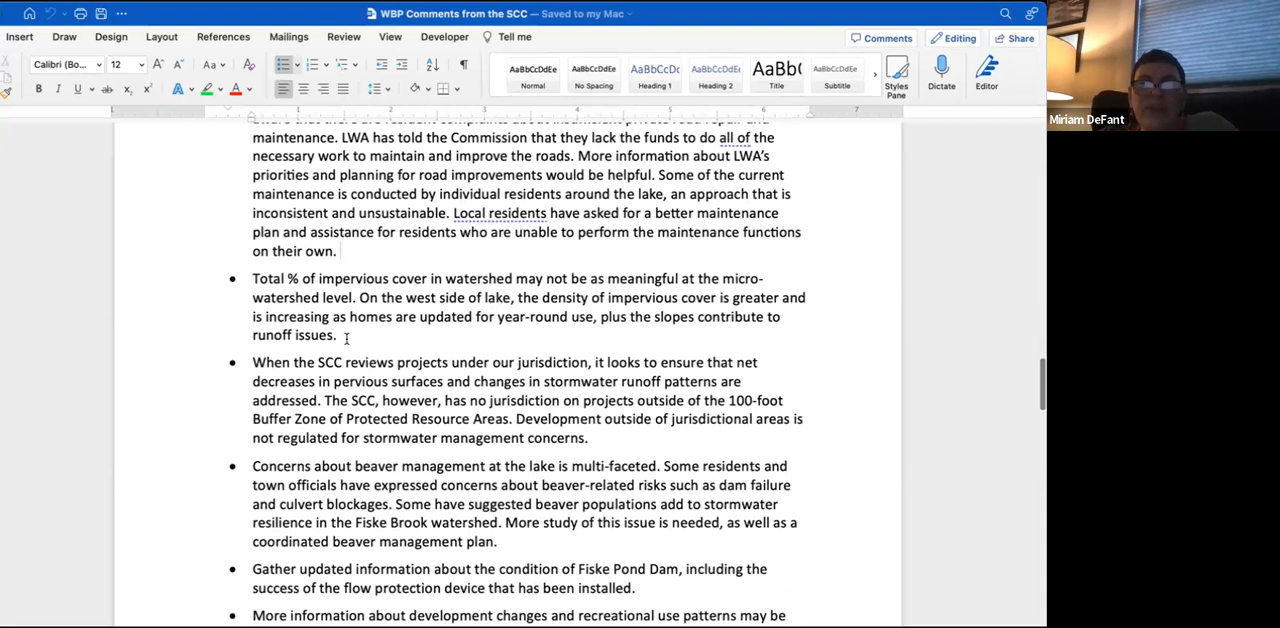 WBP Comments from the SCC — Saved to my Mac
Insert Draw Design Layout References Mailings Review View Developer Tell me
Comments Editing Share
Calibri (Bo... 12 A A Aa A
AaBbCcDdEe AaBbCcDdEe AaBbCcDc AaBbCcDdEe AaBb( AaBbCcDdEe
Normal No Spacing Heading 1 Heading 2 Title Subtitle
Styles Pane
Dictate
Editor
B I U ab x x A A
1 1 2 3 4 5 6 7
Miriam DeFant
maintenance. LWA has told the Commission that they lack the funds to do all of the
necessary work to maintain and improve the roads. More information about LWA's
priorities and planning for road improvements would be helpful. Some of the current
maintenance is conducted by individual residents around the lake, an approach that is
inconsistent and unsustainable. Local residents have asked for a better maintenance
plan and assistance for residents who are unable to perform the maintenance functions
on their own.
• Total % of impervious cover in watershed may not be as meaningful at the micro-
watershed level. On the west side of lake, the density of impervious cover is greater and
is increasing as homes are updated for year-round use, plus the slopes contribute to
runoff issues.
• When the SCC reviews projects under our jurisdiction, it looks to ensure that net
decreases in pervious surfaces and changes in stormwater runoff patterns are
addressed. The SCC, however, has no jurisdiction on projects outside of the 100-foot
Buffer Zone of Protected Resource Areas. Development outside of jurisdictional areas is
not regulated for stormwater management concerns.
• Concerns about beaver management at the lake is multi-faceted. Some residents and
town officials have expressed concerns about beaver-related risks such as dam failure
and culvert blockages. Some have suggested beaver populations add to stormwater
resilience in the Fiske Brook watershed. More study of this issue is needed, as well as a
coordinated beaver management plan.
• Gather updated information about the condition of Fiske Pond Dam, including the
success of the flow protection device that has been installed.
• More information about development changes and recreational use patterns may be